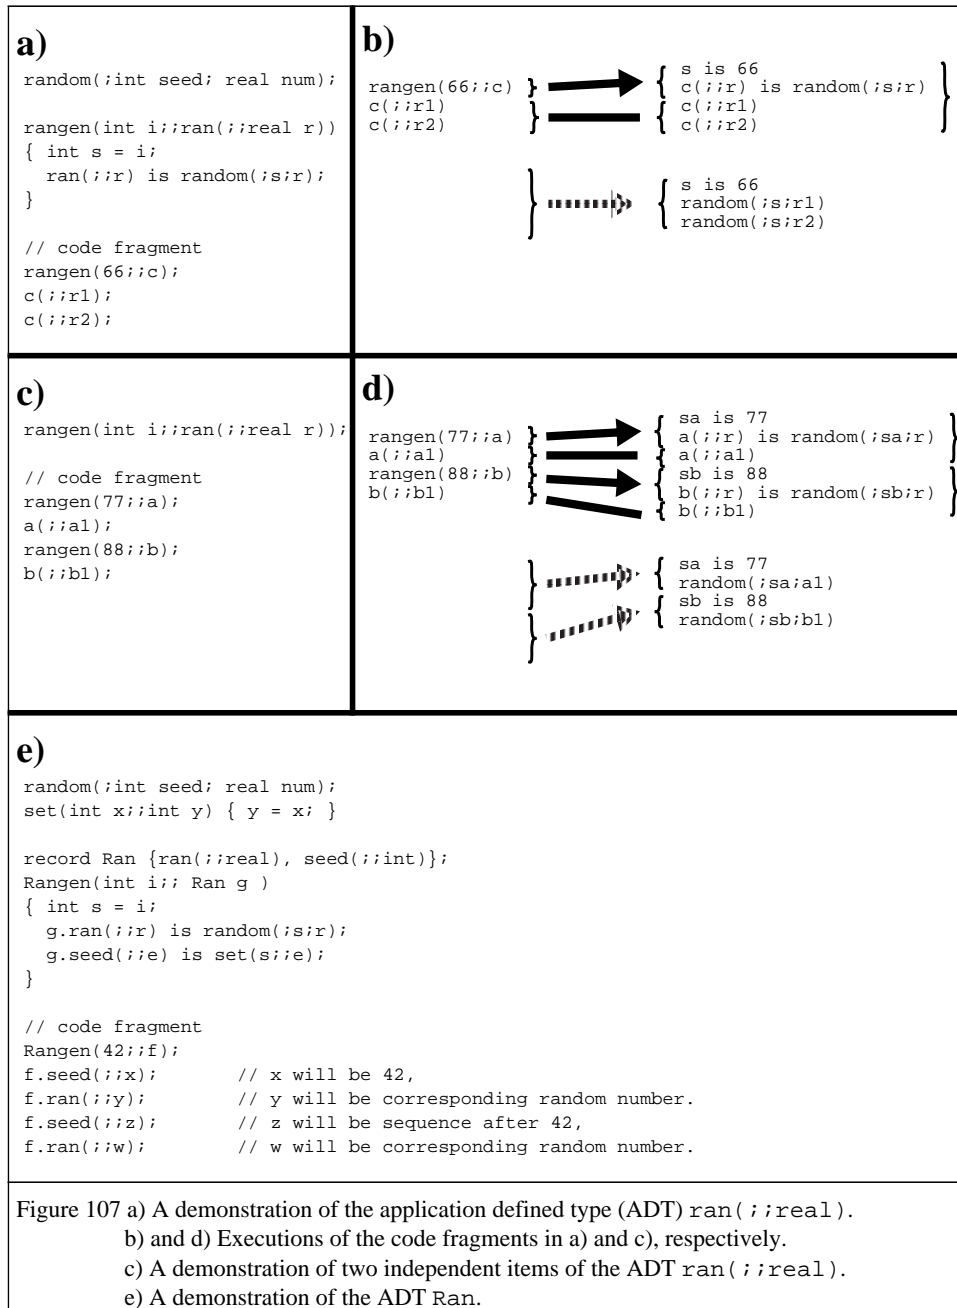 a)
random(;int seed; real num);
rangen(int i;;ran(;;real r))
{ int s = i;
ran(;;r) is random(;s;r);
}
// code fragment
rangen(66;;c);
c(;;r1);
c(;;r2);
b)
rangen(66;;c) }
c(;;r1)
c(;;r2) }
{ s is 66
c(;;r) is random(;s;r)
{ c(;;r1)
c(;;r2) }
} { s is 66
random(;s;r1)
random(;s;r2)
c)
rangen(int i;;ran(;;real r));
// code fragment
rangen(77;;a);
a(;;a1);
rangen(88;;b);
b(;;b1);
d)
rangen(77;;a) }
a(;;a1) }
rangen(88;;b) }
b(;;b1) }
{ sa is 77
a(;;r) is random(;sa;r)
{ a(;;a1) }
{ sb is 88
b(;;r) is random(;sb;r)
{ b(;;b1) }
} { sa is 77
random(;sa;a1)
} { sb is 88
random(;sb;b1)
e)
random(;int seed; real num);
set(int x;;int y) { y = x; }
record Ran {ran(;;real), seed(;;int)};
Rangen(int i;; Ran g )
{ int s = i;
g.ran(;;r) is random(;s;r);
g.seed(;;e) is set(s;;e);
}
// code fragment
Rangen(42;;f);
f.seed(;;x); // x will be 42,
f.ran(;;y); // y will be corresponding random number.
f.seed(;;z); // z will be sequence after 42,
f.ran(;;w); // w will be corresponding random number.
Figure 107 a) A demonstration of the application defined type (ADT) ran(;;real).
b) and d) Executions of the code fragments in a) and c), respectively.
c) A demonstration of two independent items of the ADT ran(;;real).
e) A demonstration of the ADT Ran.